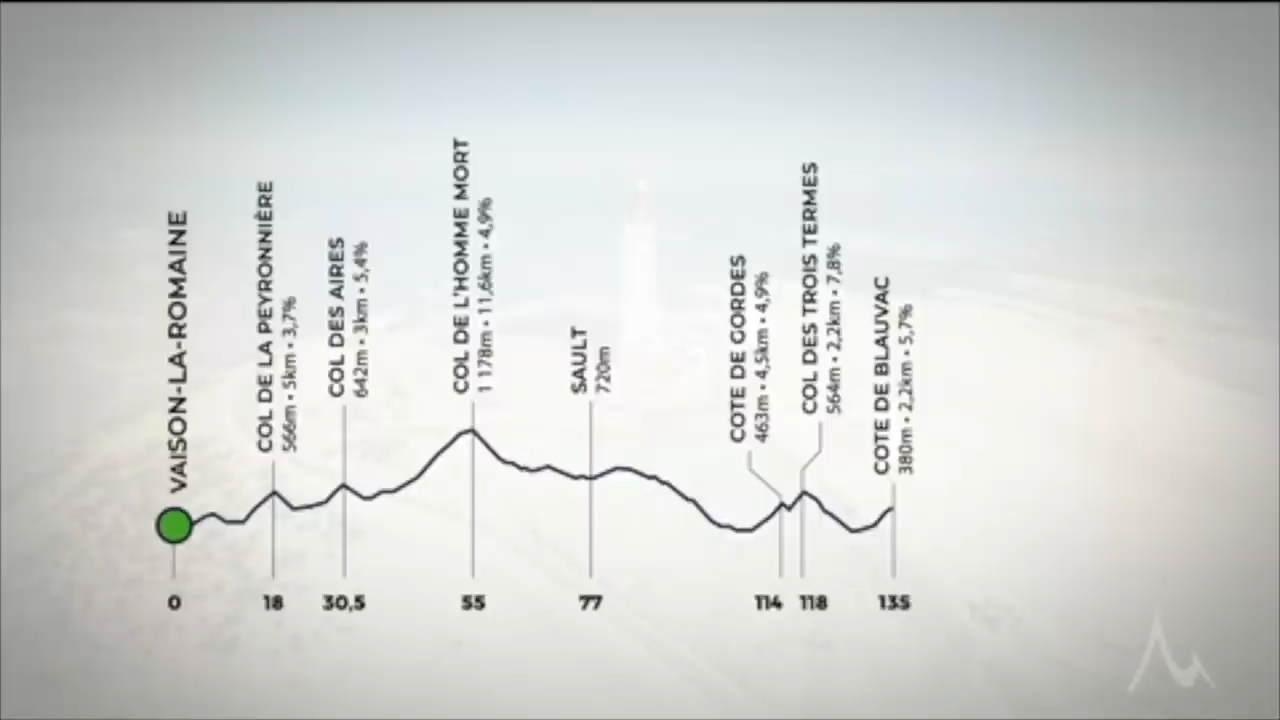 VAISON-LA-ROMAINE
COL DE LA PEYRONNIÈRE
566m • 5km • 3,7%
COL DES AIRES
642m • 3km • 5,4%
COL DE L'HOMME MORT
1 178m • 11,6km • 4,9%
SAULT
720m
COTE DE GORDES
463m • 4,5km • 4,9%
COL DES TROIS TERMES
564m • 2,2km • 7,8%
COTE DE BLAUVAC
380m • 2,2km • 5,7%
0
18
30,5
55
77
114
118
135